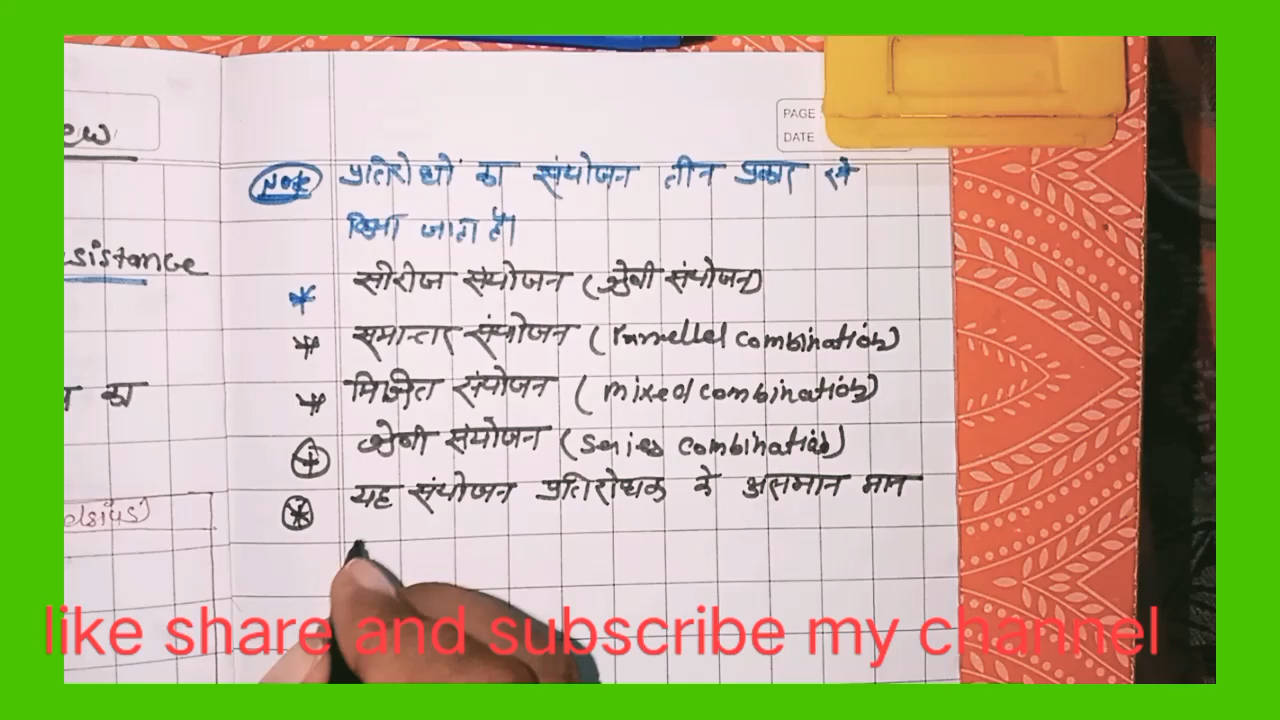 ew
sistance
का
PAGE
DATE
Note प्रतिरोधों का संयोजन तीन प्रकार से
किया जाता है।
* सीरीज संयोजन (श्रेणी संयोजन)
* समान्तर संयोजन (Parrellel Combination)
* मिश्रित संयोजन (mixed combination)
* श्रेणी संयोजन (Series Combination)
* यह संयोजन प्रतिरोधक के असमान मान
like share and subscribe my channel